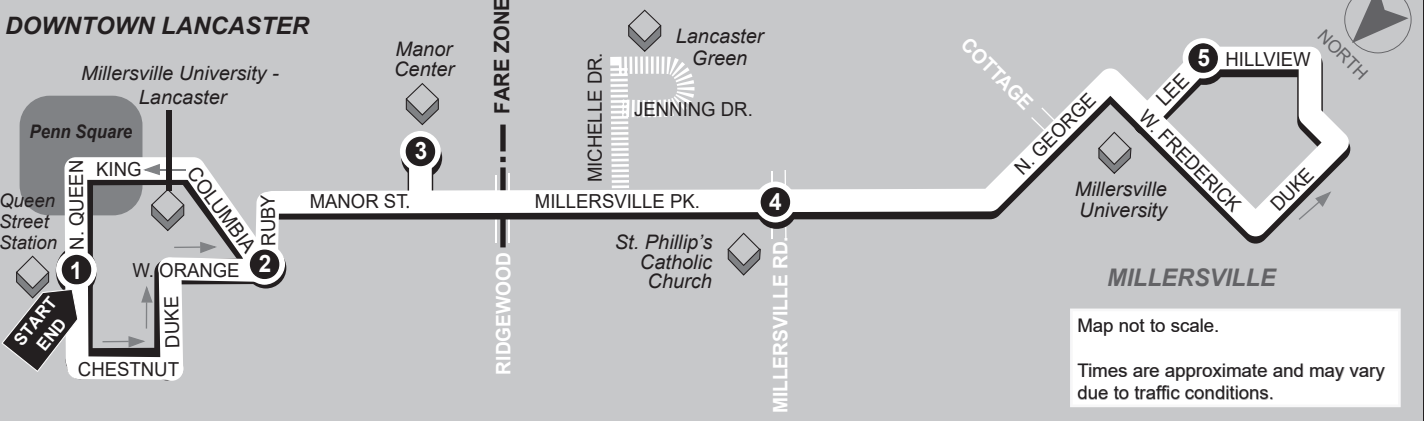 DOWNTOWN LANCASTER
Millersville University -
Lancaster
Penn Square
Queen
Street
Station
N. QUEEN
KING
COLUMBIA
W. ORANGE
DUKE
CHESTNUT
1
START
END
2
RUBY
MANOR ST.
Manor
Center
3
FARE ZONE
RIDGEWOOD
MILLERSVILLE PK.
MICHELLE DR.
JENNING DR.
Lancaster
Green
St. Phillip's
Catholic
Church
4
MILLERSVILLE RD.
COTTAGE
N. GEORGE
Millersville
University
W. FREDERICK
LEE
5
HILLVIEW
DUKE
NORTH
MILLERSVILLE
Map not to scale.
Times are approximate and may vary
due to traffic conditions.